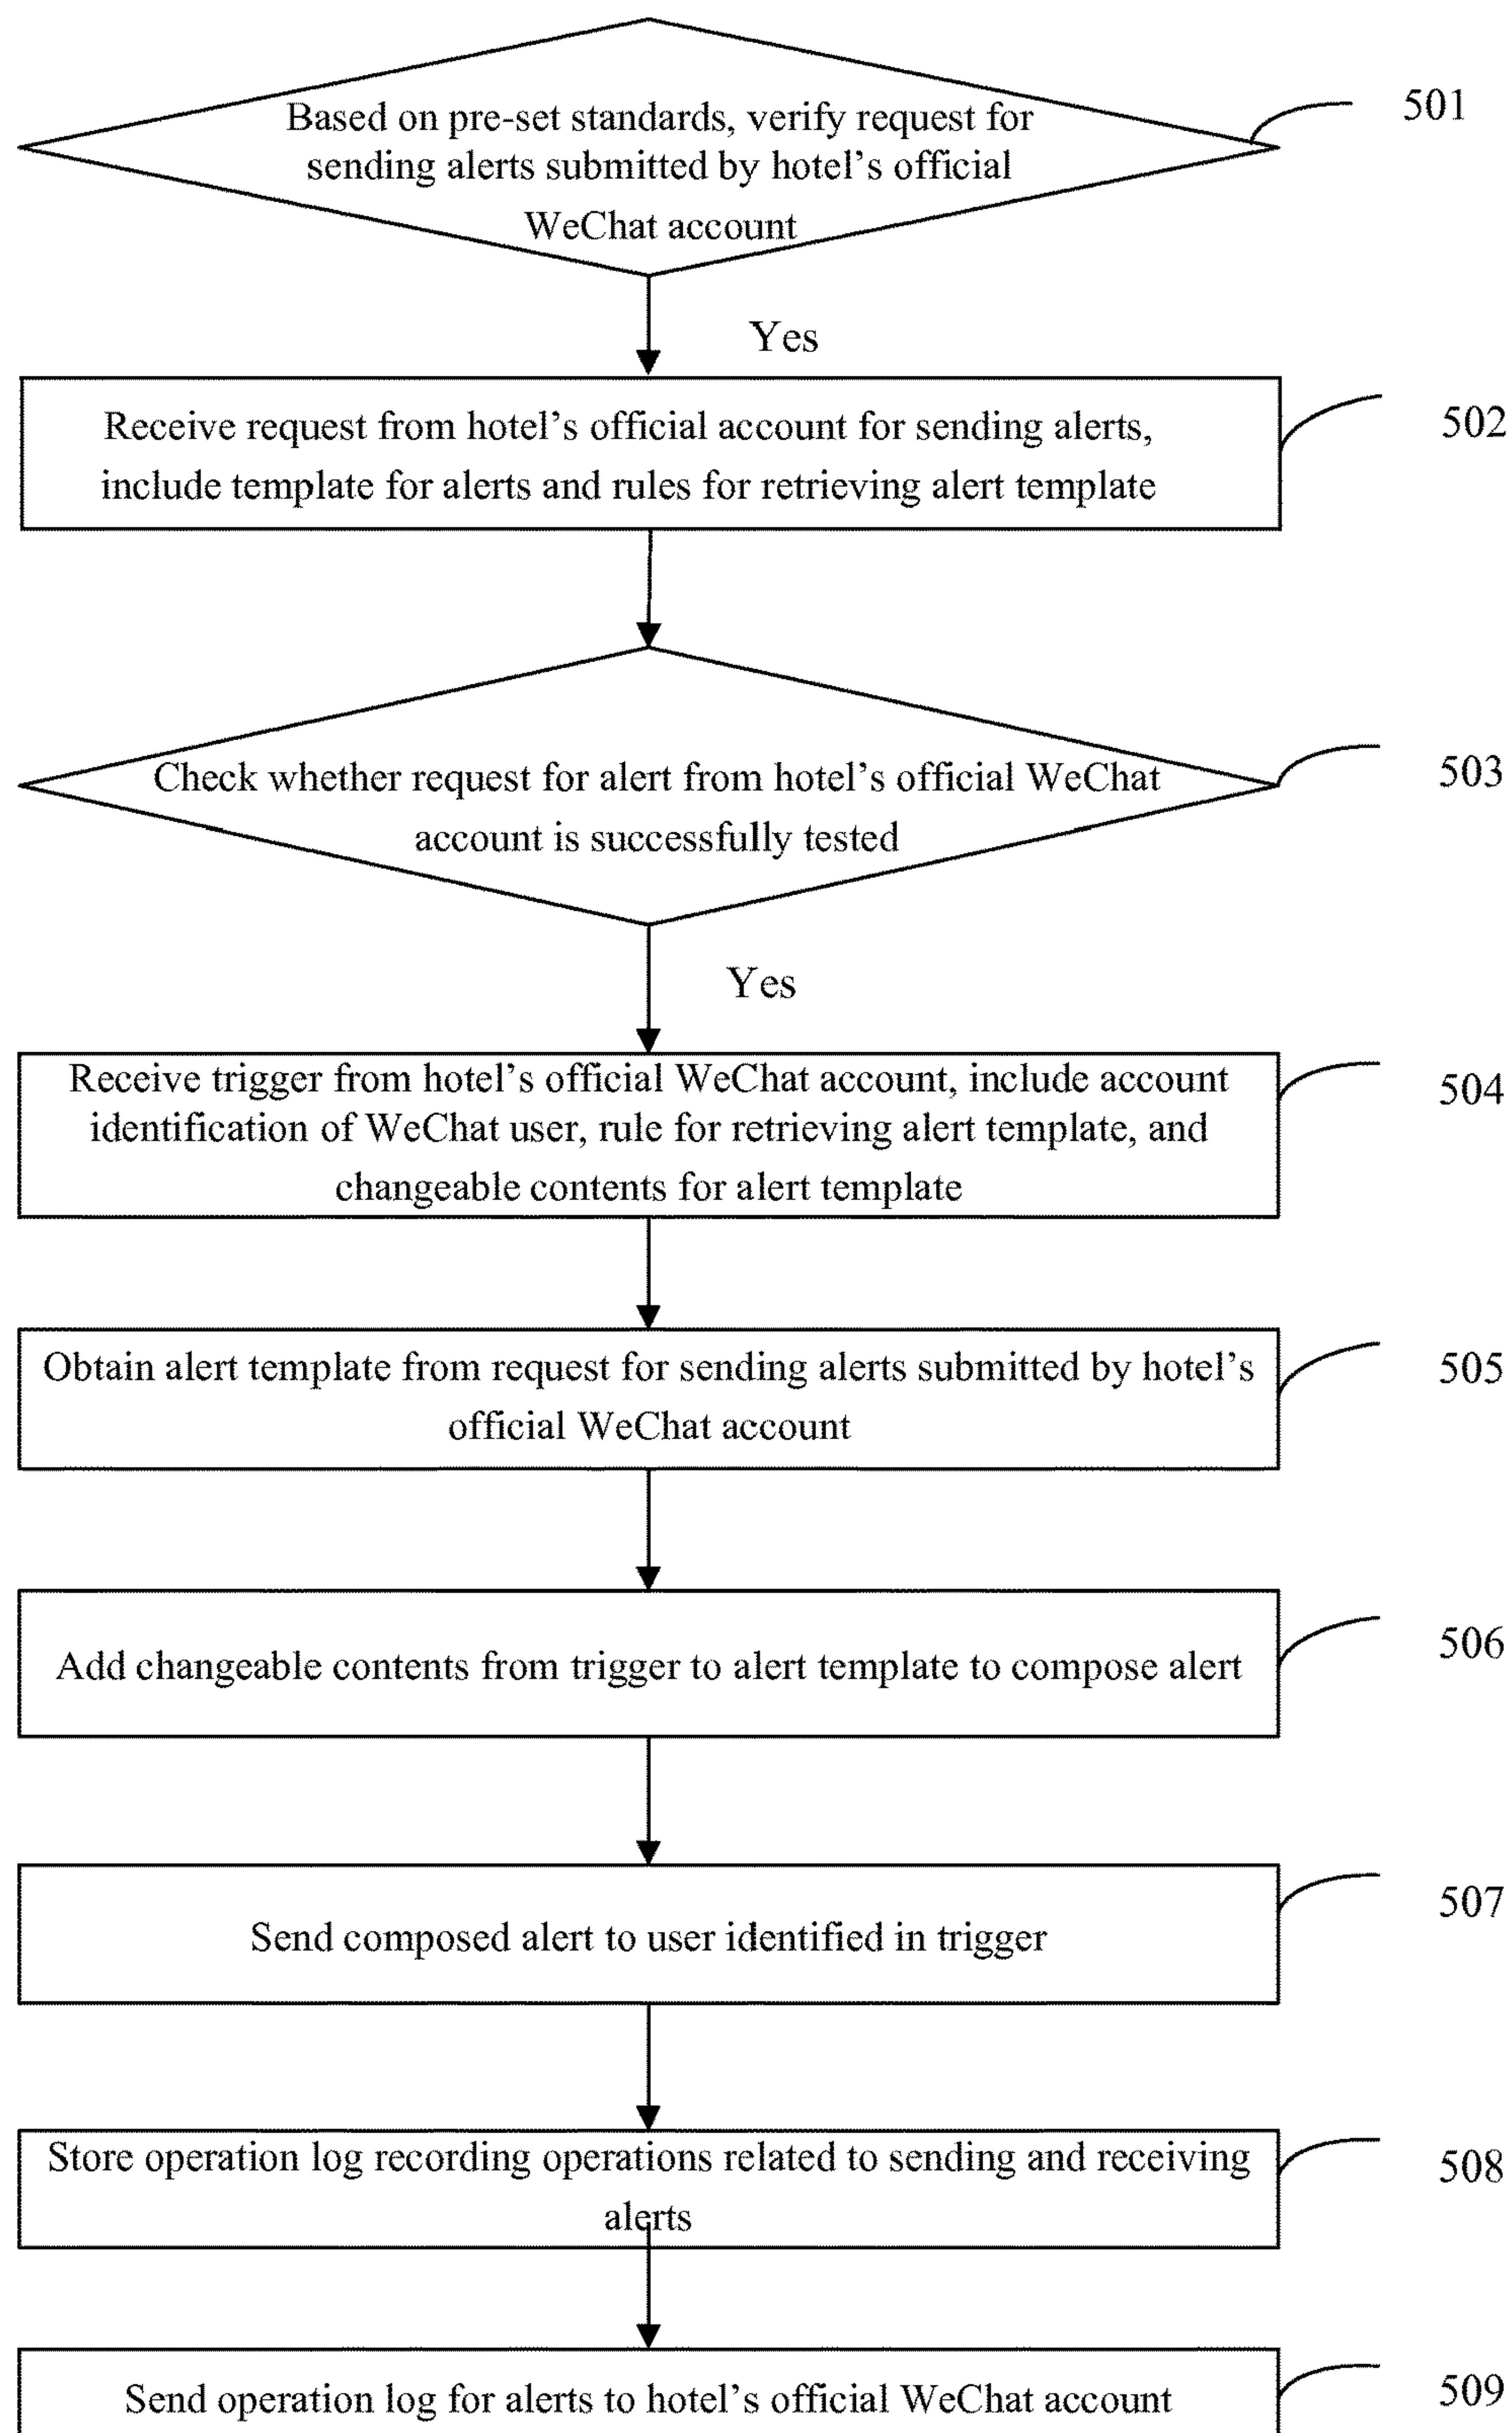 Based on pre-set standards, verify request for
sending alerts submitted by hotel's official
WeChat account
501
Yes
Receive request from hotel's official account for sending alerts,
include template for alerts and rules for retrieving alert template
502
Check whether request for alert from hotel's official WeChat
account is successfully tested
503
Yes
Receive trigger from hotel's official WeChat account, include account
identification of WeChat user, rule for retrieving alert template, and
changeable contents for alert template
504
Obtain alert template from request for sending alerts submitted by hotel's
official WeChat account
505
Add changeable contents from trigger to alert template to compose alert
506
Send composed alert to user identified in trigger
507
Store operation log recording operations related to sending and receiving
alerts
508
Send operation log for alerts to hotel's official WeChat account
509